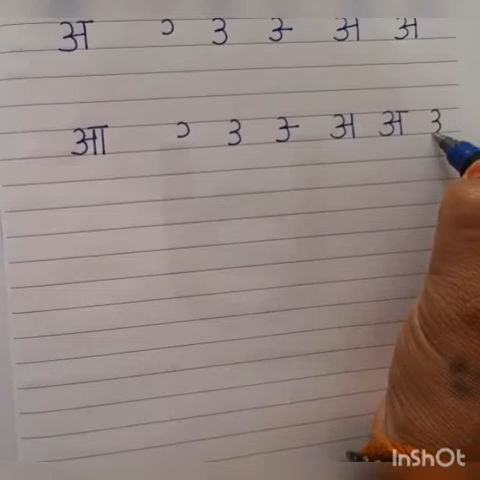 अ ᳄ ३ ३- अ अ
आ ᳄ ३ ३- अ अ ३
InShOt